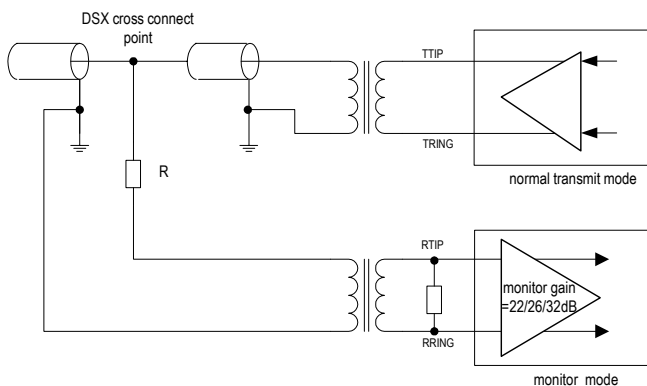 DSX cross connect
point
TTIP
TRING
normal transmit mode
R
RTIP
monitor gain
=22/26/32dB
RRING
monitor mode